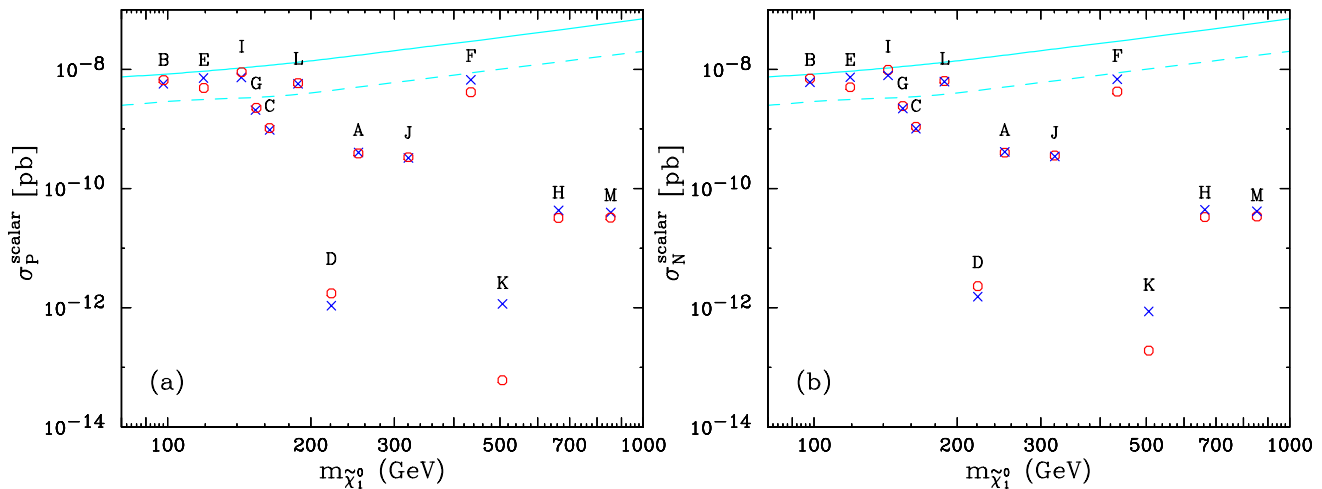 σ_P^scalar [pb]
10^-8
10^-10
10^-12
10^-14
B E I L F
G
C
A J
H M
D
K
(a)
100 200 300 500 700 1000
m_χ̃₁⁰ (GeV)
σ_N^scalar [pb]
10^-8
10^-10
10^-12
10^-14
B E I L F
G
C
A J
H M
D
K
(b)
100 200 300 500 700 1000
m_χ̃₁⁰ (GeV)